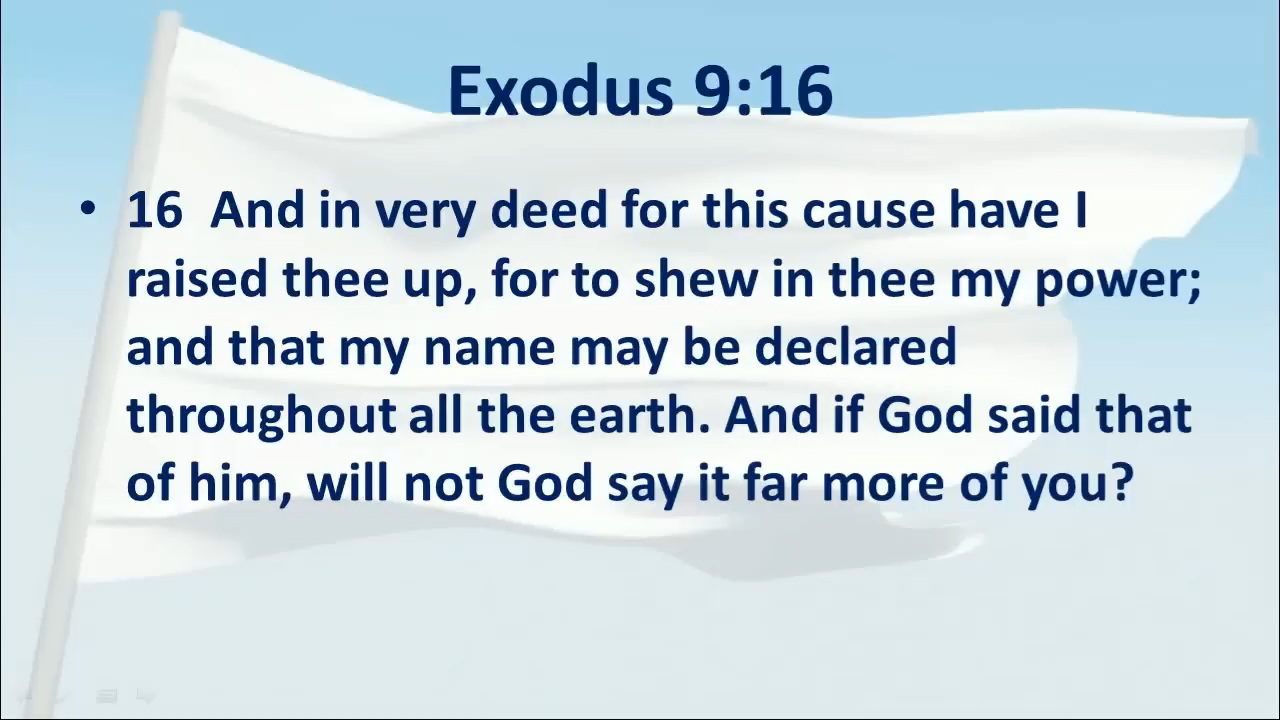 Exodus 9:16
• 16  And in very deed for this cause have I
raised thee up, for to shew in thee my power;
and that my name may be declared
throughout all the earth. And if God said that
of him, will not God say it far more of you?